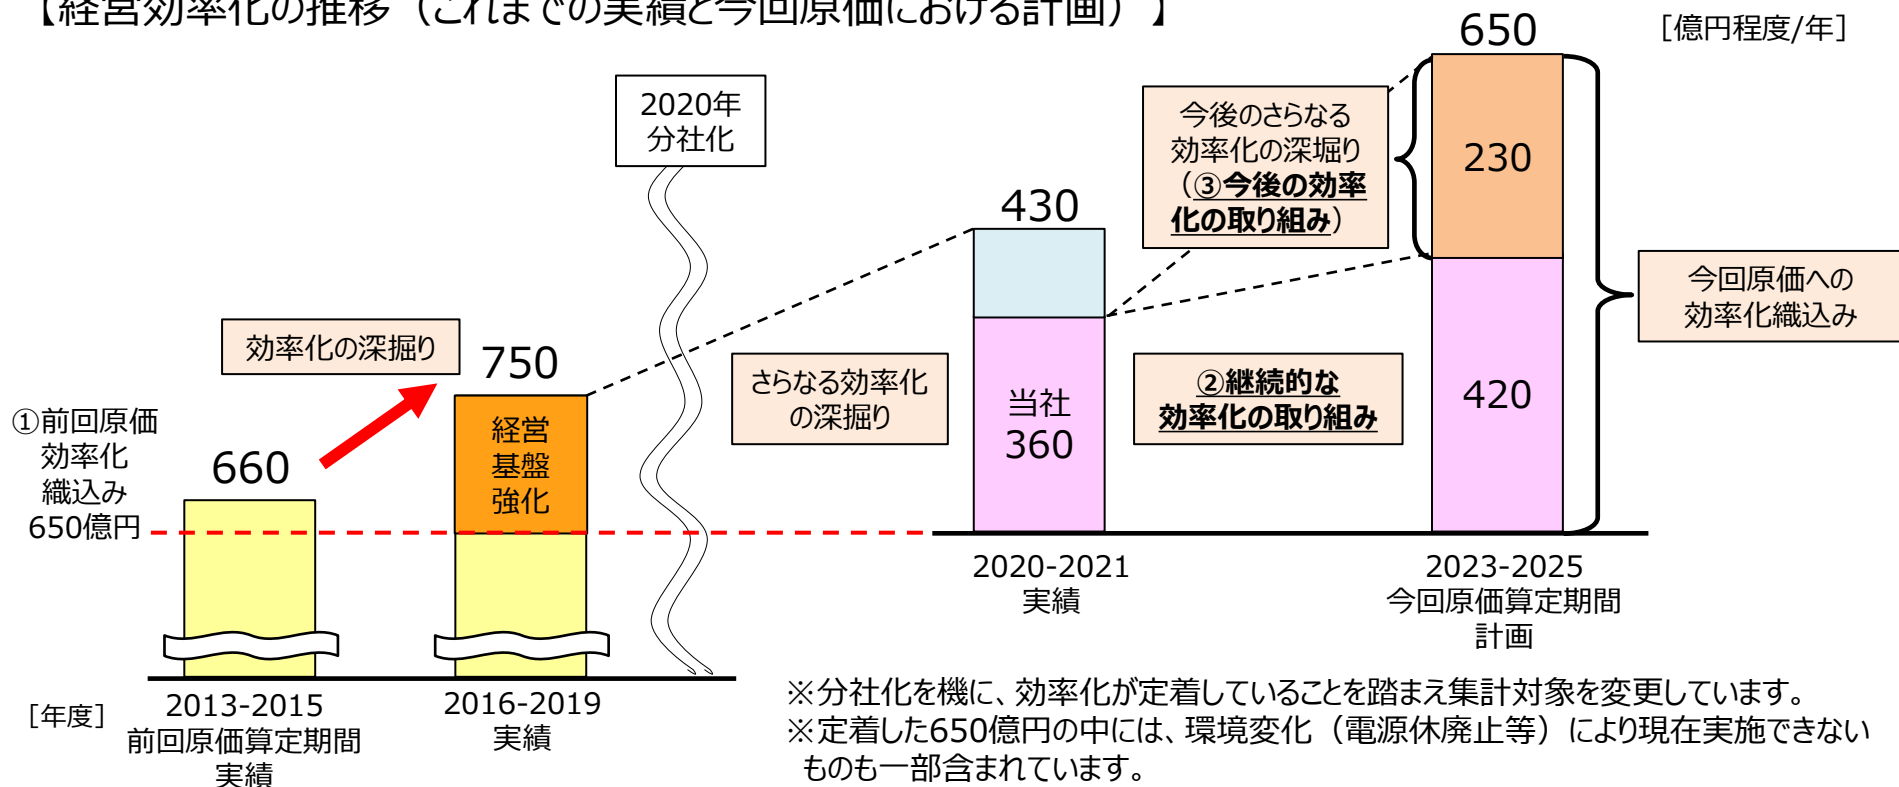 【経営効率化の推移（これまでの実績と今回原価における計画）】
［億円程度/年］
650
2020年
分社化
今後のさらなる
効率化の深堀り
（③今後の効率
化の取り組み）
230
430
今回原価への
効率化織込み
効率化の深掘り
750
さらなる効率化
の深掘り
当社
360
②継続的な
効率化の取り組み
420
①前回原価
効率化
織込み
650億円
660
経営
基盤
強化
2020-2021
実績
2023-2025
今回原価算定期間
計画
［年度］
2013-2015
前回原価算定期間
実績
2016-2019
実績
※分社化を機に、効率化が定着していることを踏まえ集計対象を変更しています。
※定着した650億円の中には、環境変化（電源休廃止等）により現在実施できない
ものも一部含まれています。